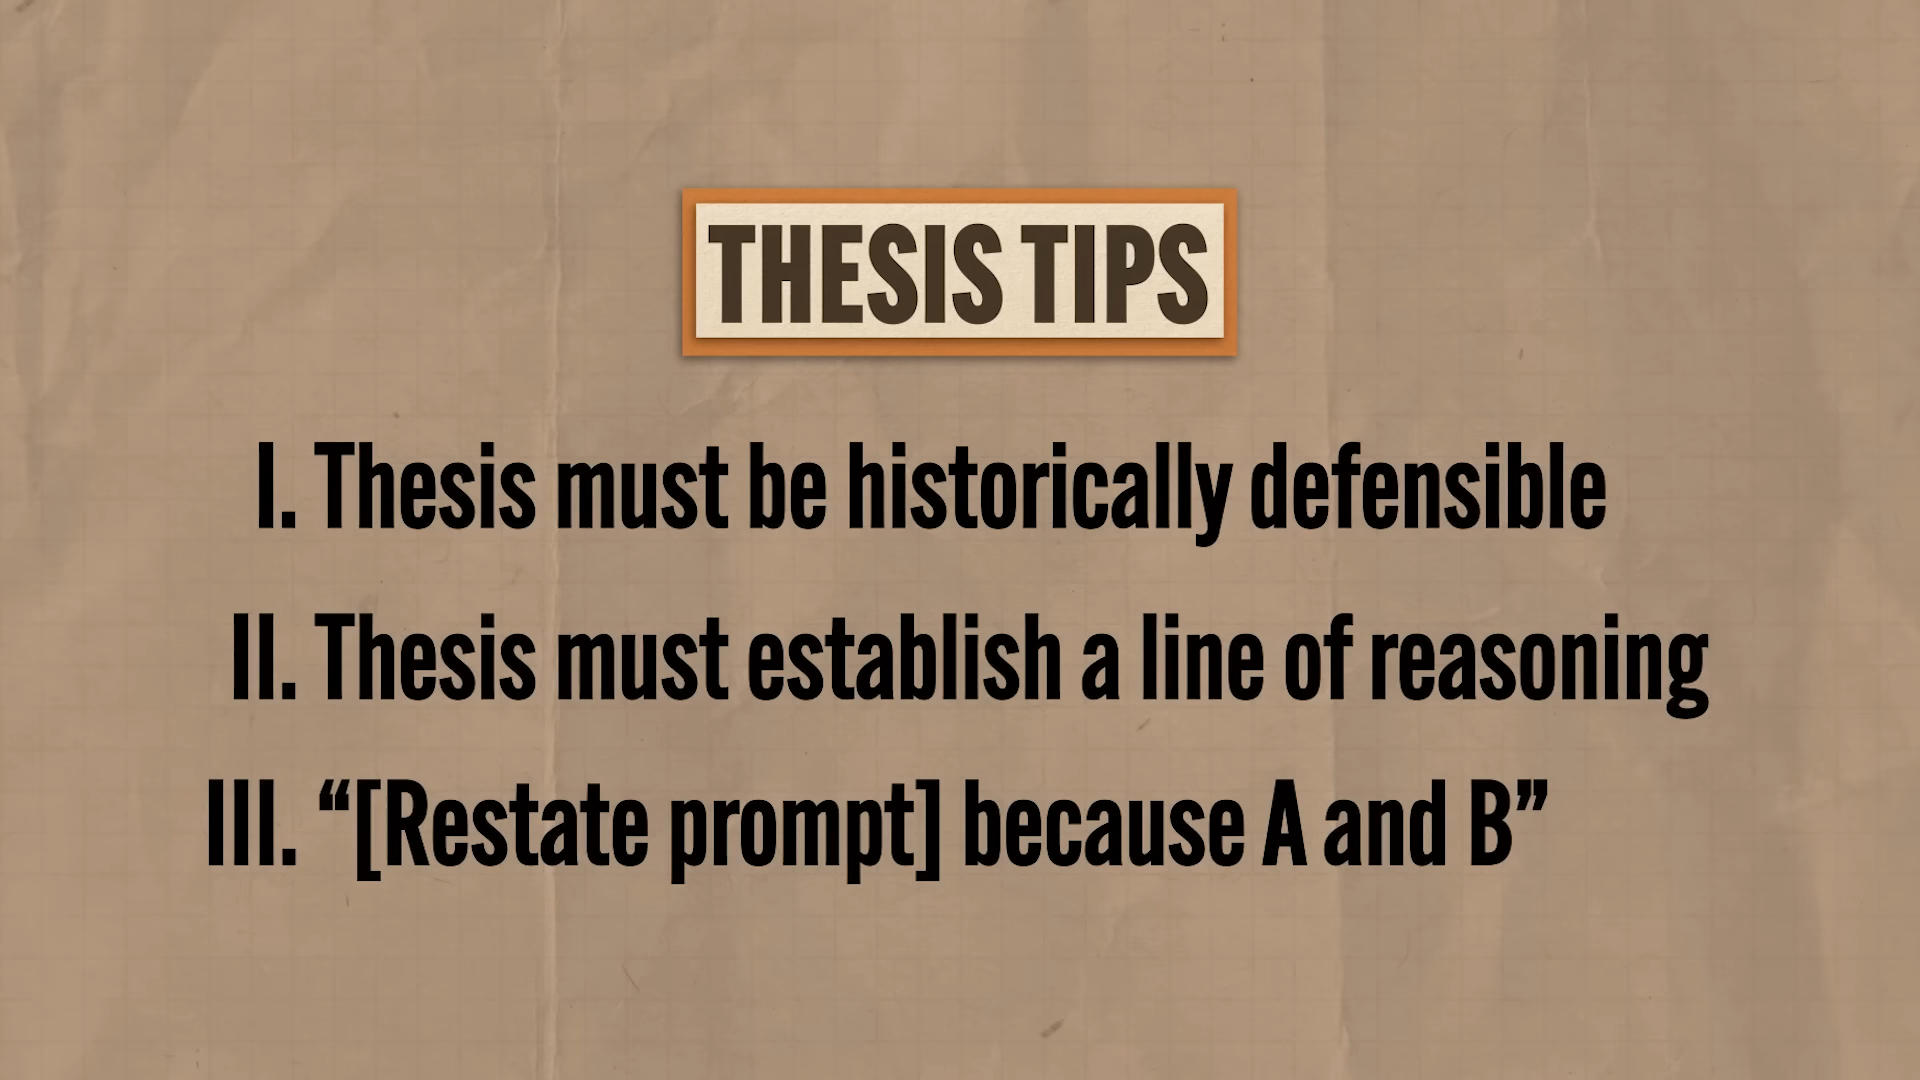 THESIS TIPS
I. Thesis must be historically defensible
II. Thesis must establish a line of reasoning
III. “[Restate prompt] because A and B”